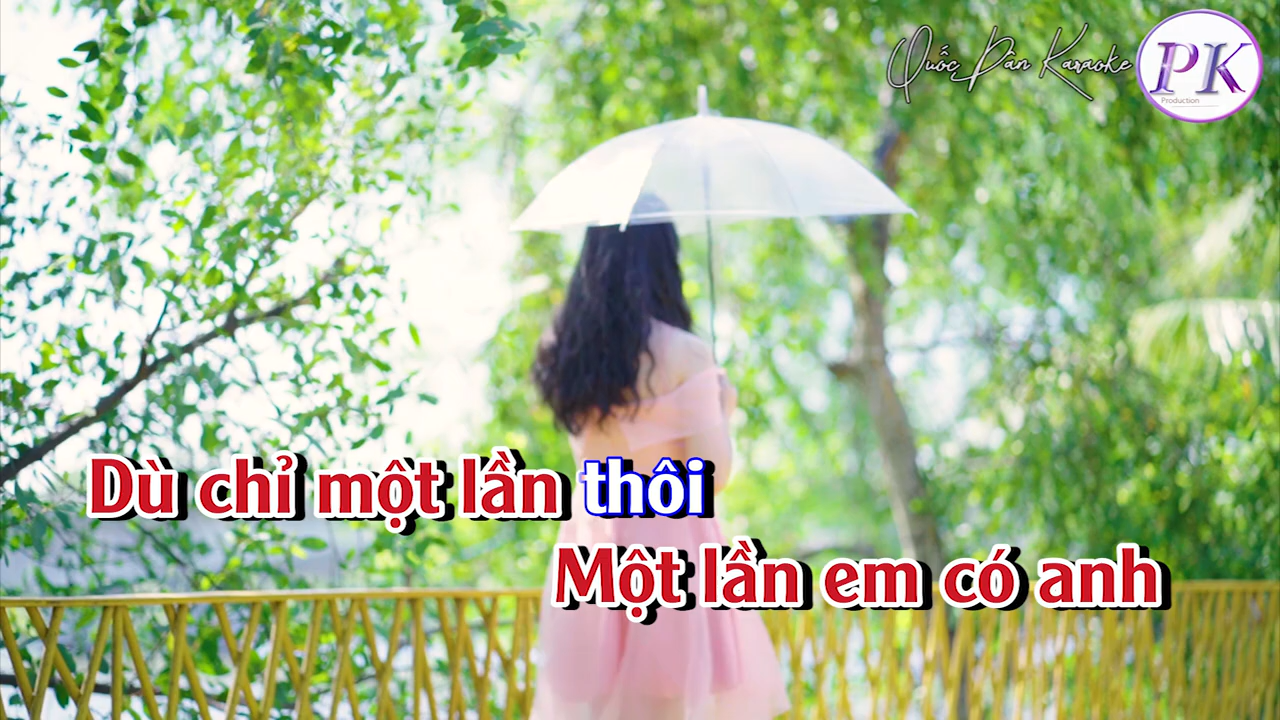 Quốc Dân Karaoke
PK
Production
Dù chỉ một lần thôi
Một lần em có anh